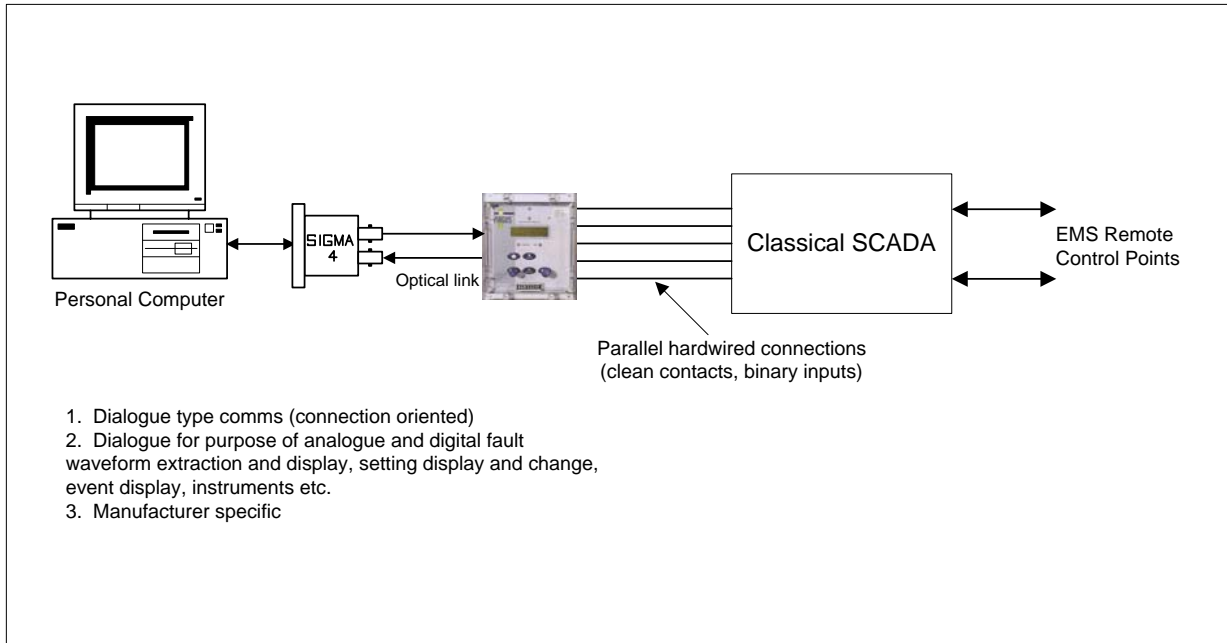 SIGMA
4
Personal Computer
Optical link
Classical SCADA
EMS Remote
Control Points
Parallel hardwired connections
(clean contacts, binary inputs)
1. Dialogue type comms (connection oriented)
2. Dialogue for purpose of analogue and digital fault
waveform extraction and display, setting display and change,
event display, instruments etc.
3. Manufacturer specific